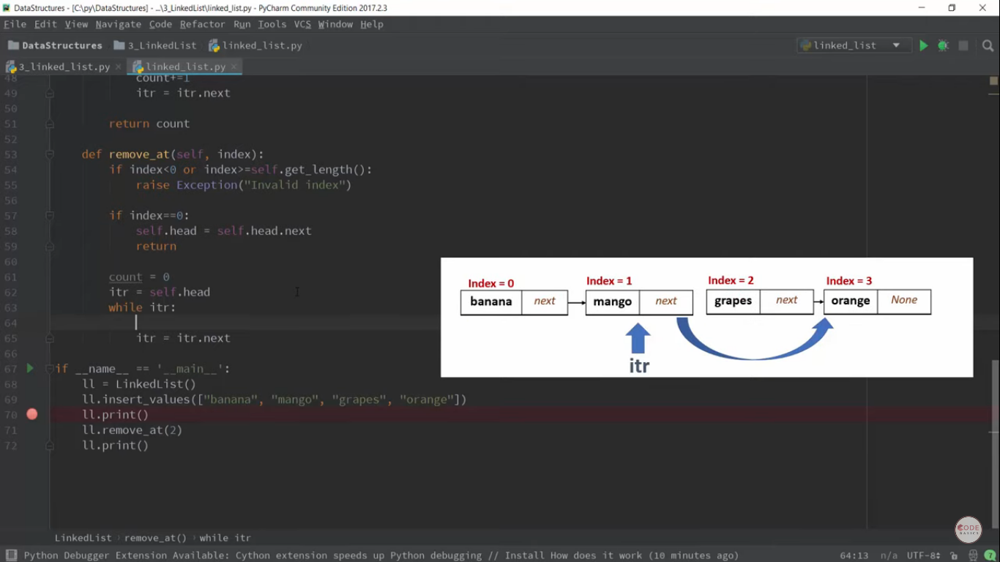 DataStructures - [C:\py\DataStructures] - ...\3_LinkedList\linked_list.py - PyCharm Community Edition 2017.2.3
File Edit View Navigate Code Refactor Run Tools VCS Window Help
DataStructures 3_LinkedList linked_list.py linked_list
3_linked_list.py linked_list.py
48 count+=1
49 itr = itr.next
50
51 return count
52
53 def remove_at(self, index):
54 if index<0 or index>=self.get_length():
55 raise Exception("Invalid index")
56
57 if index==0:
58 self.head = self.head.next
59 return
60
61 count = 0
62 itr = self.head
63 while itr:
64
65 itr = itr.next
66
67 if __name__ == '__main__':
68 ll = LinkedList()
69 ll.insert_values(["banana", "mango", "grapes", "orange"])
70 ll.print()
71 ll.remove_at(2)
72 ll.print()
Index = 0 Index = 1 Index = 2 Index = 3
banana next mango next grapes next orange None
itr
CODE
BASICS
LinkedList › remove_at() › while itr
Python Debugger Extension Available: Cython extension speeds up Python debugging // Install How does it work (10 minutes ago) 64:13 n/a UTF-8 7